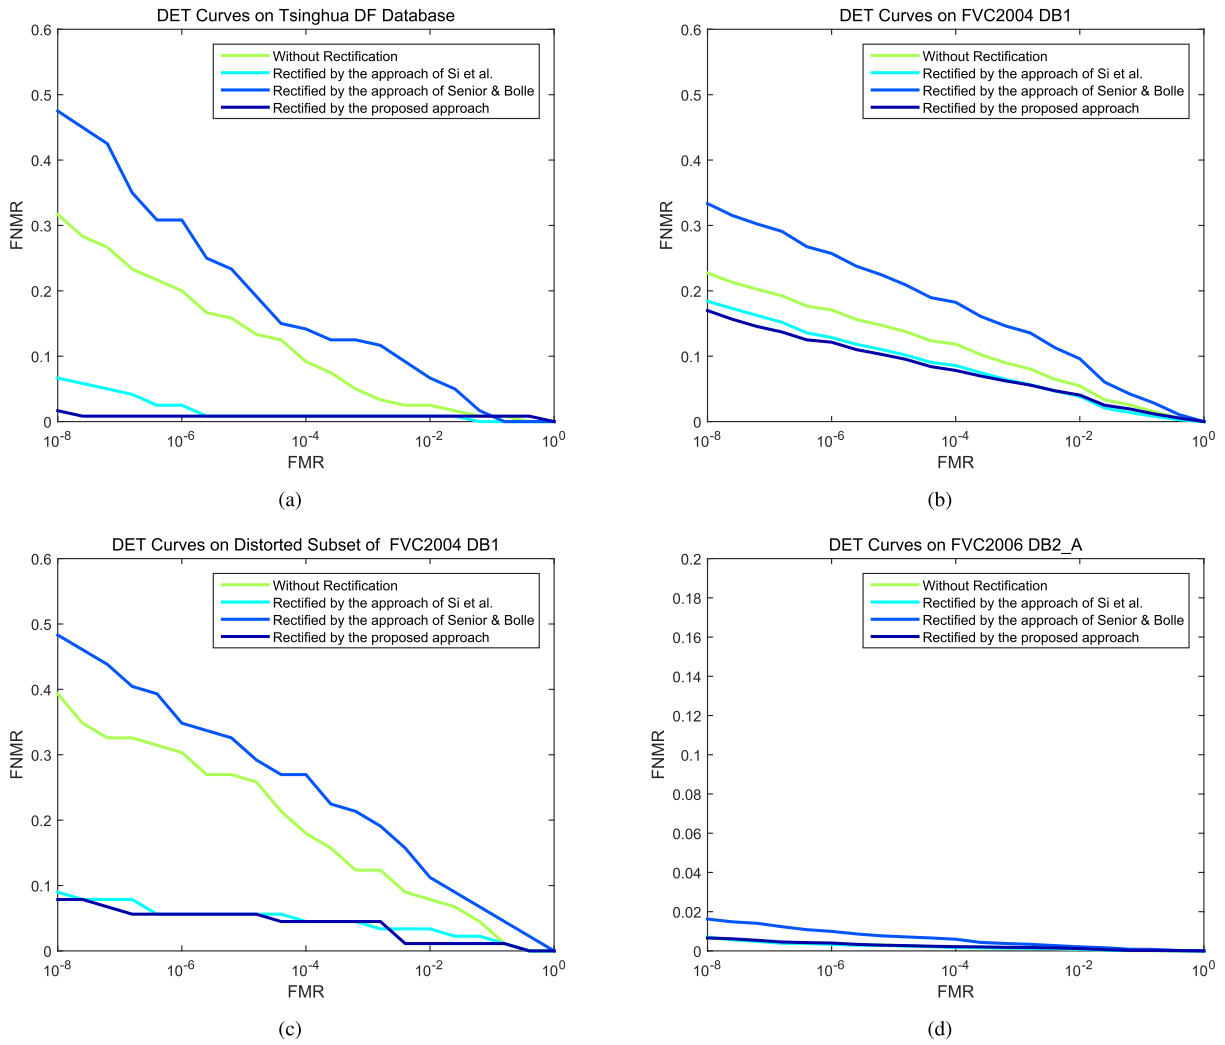 DET Curves on Tsinghua DF Database
0.6
0.5
0.4
0.3
0.2
0.1
0
FNMR
Without Rectification
Rectified by the approach of Si et al.
Rectified by the approach of Senior & Bolle
Rectified by the proposed approach
10-8
10-6
10-4
10-2
100
FMR
(a)
DET Curves on FVC2004 DB1
0.6
0.5
0.4
0.3
0.2
0.1
0
FNMR
Without Rectification
Rectified by the approach of Si et al.
Rectified by the approach of Senior & Bolle
Rectified by the proposed approach
10-8
10-6
10-4
10-2
100
FMR
(b)
DET Curves on Distorted Subset of FVC2004 DB1
0.6
0.5
0.4
0.3
0.2
0.1
0
FNMR
Without Rectification
Rectified by the approach of Si et al.
Rectified by the approach of Senior & Bolle
Rectified by the proposed approach
10-8
10-6
10-4
10-2
100
FMR
(c)
DET Curves on FVC2006 DB2_A
0.2
0.18
0.16
0.14
0.12
0.1
0.08
0.06
0.04
0.02
0
FNMR
Without Rectification
Rectified by the approach of Si et al.
Rectified by the approach of Senior & Bolle
Rectified by the proposed approach
10-8
10-6
10-4
10-2
100
FMR
(d)